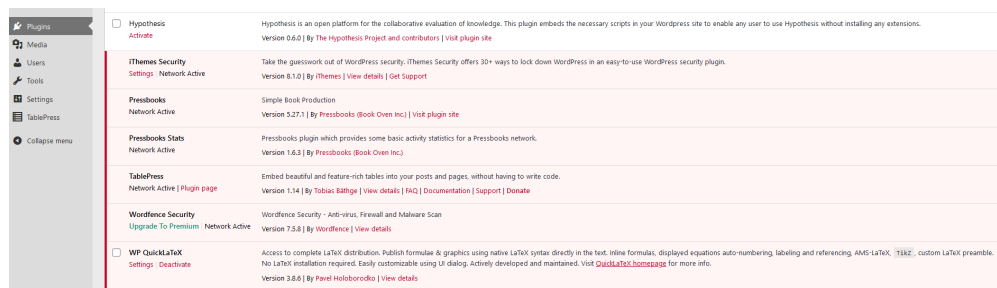 Plugins
Media
Users
Tools
Settings
TablePress
Collapse menu
Hypothesis
Hypothesis is an open platform for the collaborative evaluation of knowledge. This plugin embeds the necessary scripts in your Wordpress site to enable any user to use Hypothesis without installing any extensions.
Activate
Version 0.6.0 | By The Hypothesis Project and contributors | Visit plugin site
iThemes Security
Take the guesswork out of WordPress security. iThemes Security offers 30+ ways to lock down WordPress in an easy-to-use WordPress security plugin.
Settings | Network Active
Version 8.1.0 | By iThemes | View details | Get Support
Pressbooks
Simple Book Production
Network Active
Version 5.27.1 | By Pressbooks (Book Oven Inc.) | Visit plugin site
Pressbooks Stats
Pressbooks plugin which provides some basic activity statistics for a Pressbooks network.
Network Active
Version 1.6.3 | By Pressbooks (Book Oven Inc.)
TablePress
Embed beautiful and feature-rich tables into your posts and pages, without having to write code.
Network Active | Plugin page
Version 1.14 | By Tobias Bäthge | View details | FAQ | Documentation | Support | Donate
Wordfence Security
Wordfence Security - Anti-virus, Firewall and Malware Scan
Upgrade To Premium | Network Active
Version 7.5.8 | By Wordfence | View details
WP QuickLaTeX
Access to complete LaTeX distribution. Publish formulae & graphics using native LaTeX syntax directly in the text. Inline formulas, displayed equations auto-numbering, labeling and referencing, AMS-LaTeX, TikZ , custom LaTeX preamble.
Settings | Deactivate
No LaTeX installation required. Easily customizable using UI dialog. Actively developed and maintained. Visit QuickLaTeX homepage for more info.
Version 3.8.6 | By Pavel Holoborodko | View details